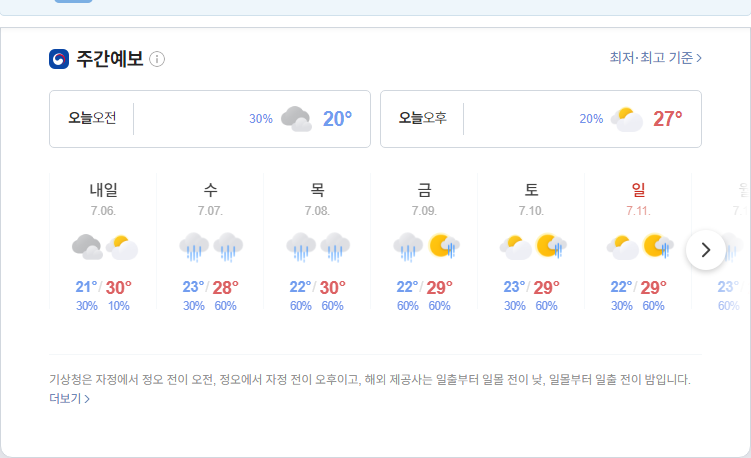 주간예보
최저·최고 기준
오늘오전 30% 20°
오늘오후 20% 27°
내일 수 목 금 토 일 월
7.06. 7.07. 7.08. 7.09. 7.10. 7.11. 7.
21°/30° 23°/28° 22°/30° 22°/29° 23°/29° 22°/29° 23°
30% 10% 30% 60% 60% 60% 60% 60% 30% 60% 30% 60% 60%
기상청은 자정에서 정오 전이 오전, 정오에서 자정 전이 오후이고, 해외 제공사는 일출부터 일몰 전이 낮, 일몰부터 일출 전이 밤입니다.
더보기